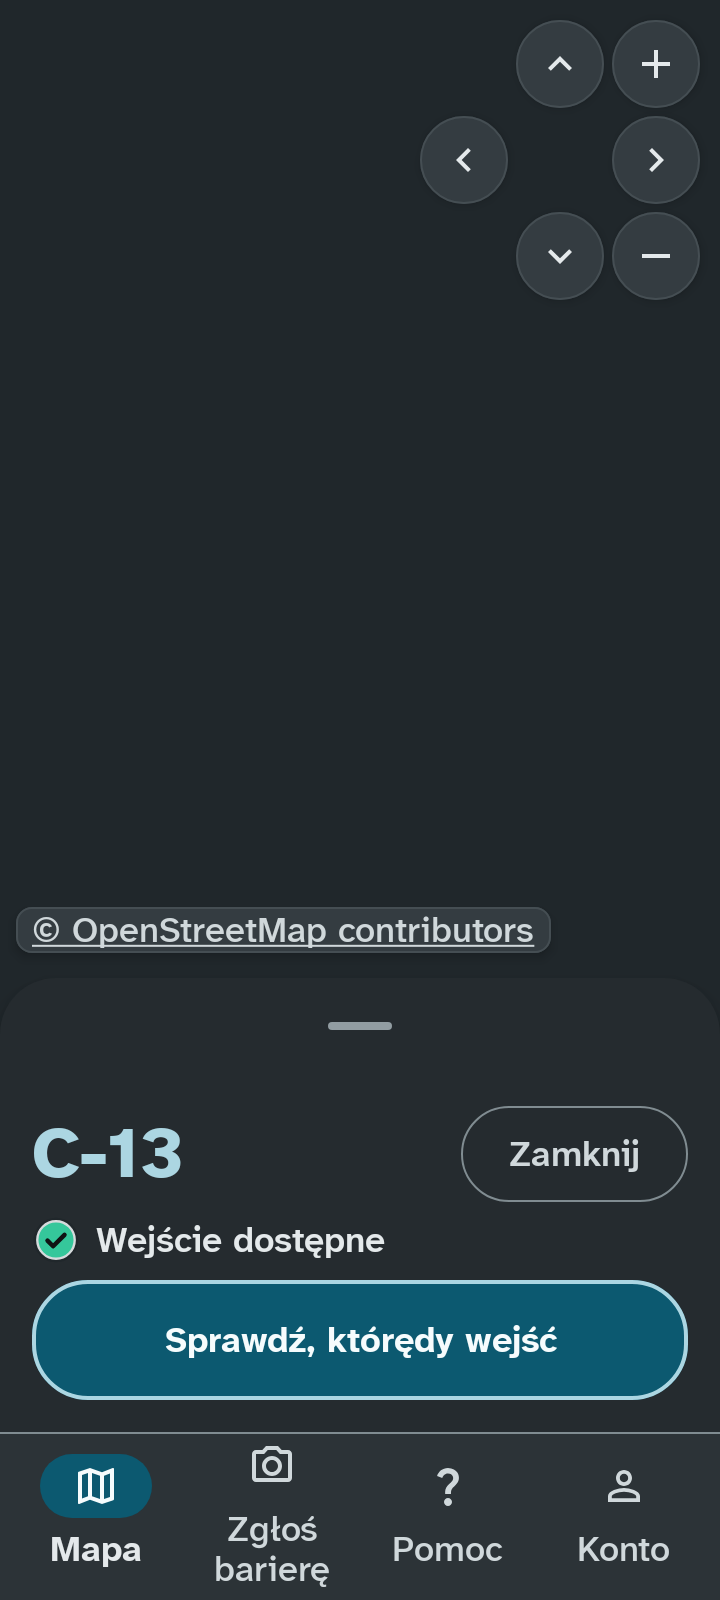 © OpenStreetMap contributors
C-13
Zamknij
Wejście dostępne
Sprawdź, którędy wejść
Mapa
Zgłoś
barierę
Pomoc
Konto